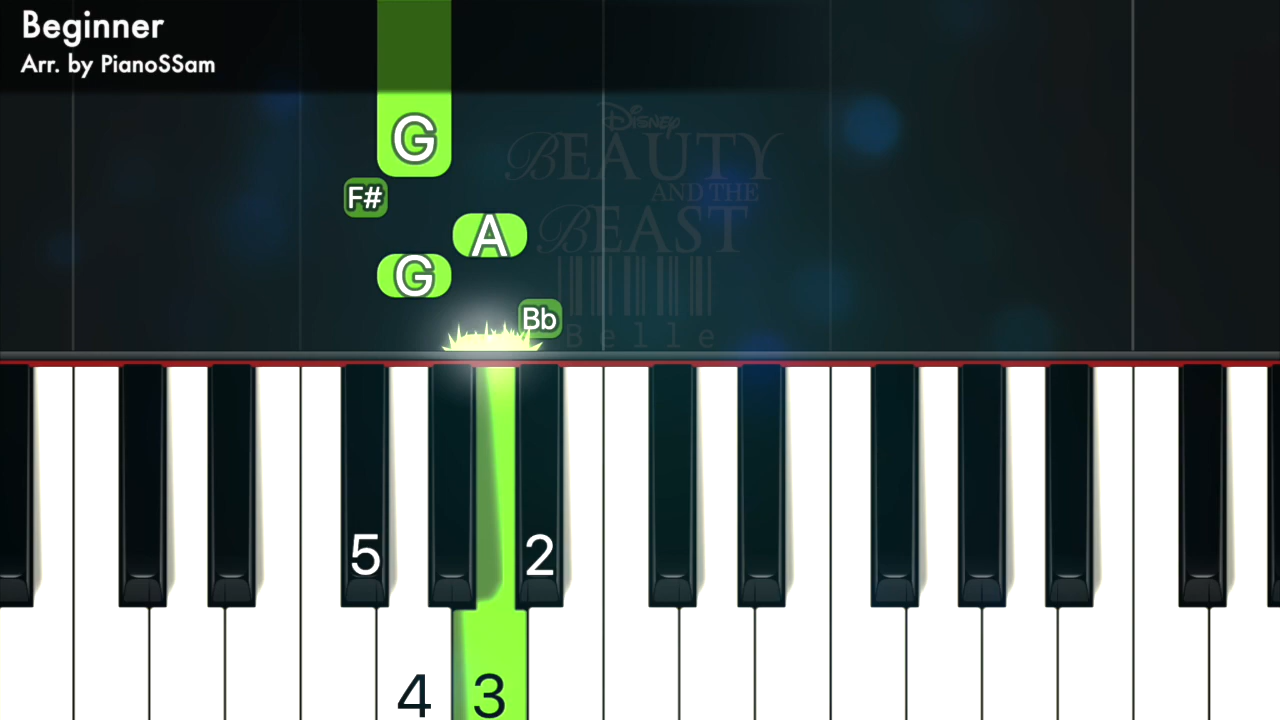 Beginner
Arr. by PianoSSam
G
Disney
BEAUTY
AND THE
BEAST
F#
A
G
Bb
Belle
5
2
4
3